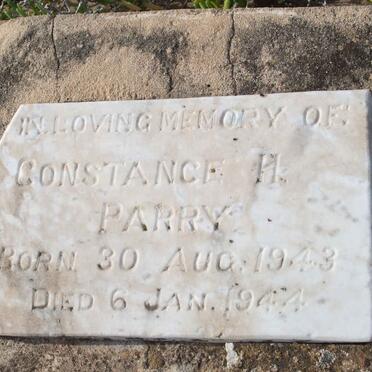 IN LOVING MEMORY OF
CONSTANCE H.
PARRY
BORN 30 AUG. 1943
DIED 6 JAN. 1944